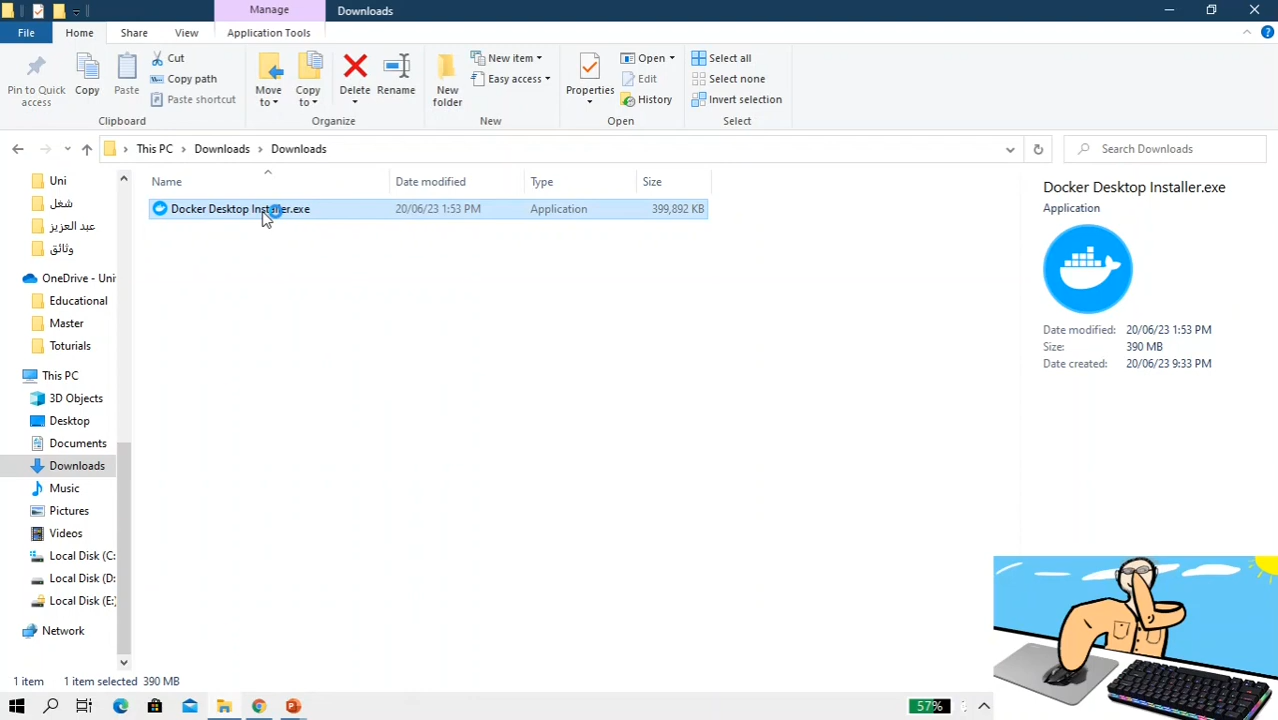 Manage
Downloads
File
Home
Share
View
Application Tools
Pin to Quick access
Copy
Paste
Cut
Copy path
Paste shortcut
Clipboard
Move to
Copy to
Delete
Rename
Organize
New folder
New item
Easy access
New
Properties
Open
Edit
History
Open
Select all
Select none
Invert selection
Select
This PC
Downloads
Downloads
Search Downloads
Name
Date modified
Type
Size
Docker Desktop Installer.exe
20/06/23 1:53 PM
Application
399,892 KB
Uni
شغل
عبد العزيز
وثائق
OneDrive - Uni
Educational
Master
Toturials
This PC
3D Objects
Desktop
Documents
Downloads
Music
Pictures
Videos
Local Disk (C:
Local Disk (D:
Local Disk (E:)
Network
Docker Desktop Installer.exe
Application
Date modified: 20/06/23 1:53 PM
Size: 390 MB
Date created: 20/06/23 9:33 PM
1 item
1 item selected 390 MB
57%